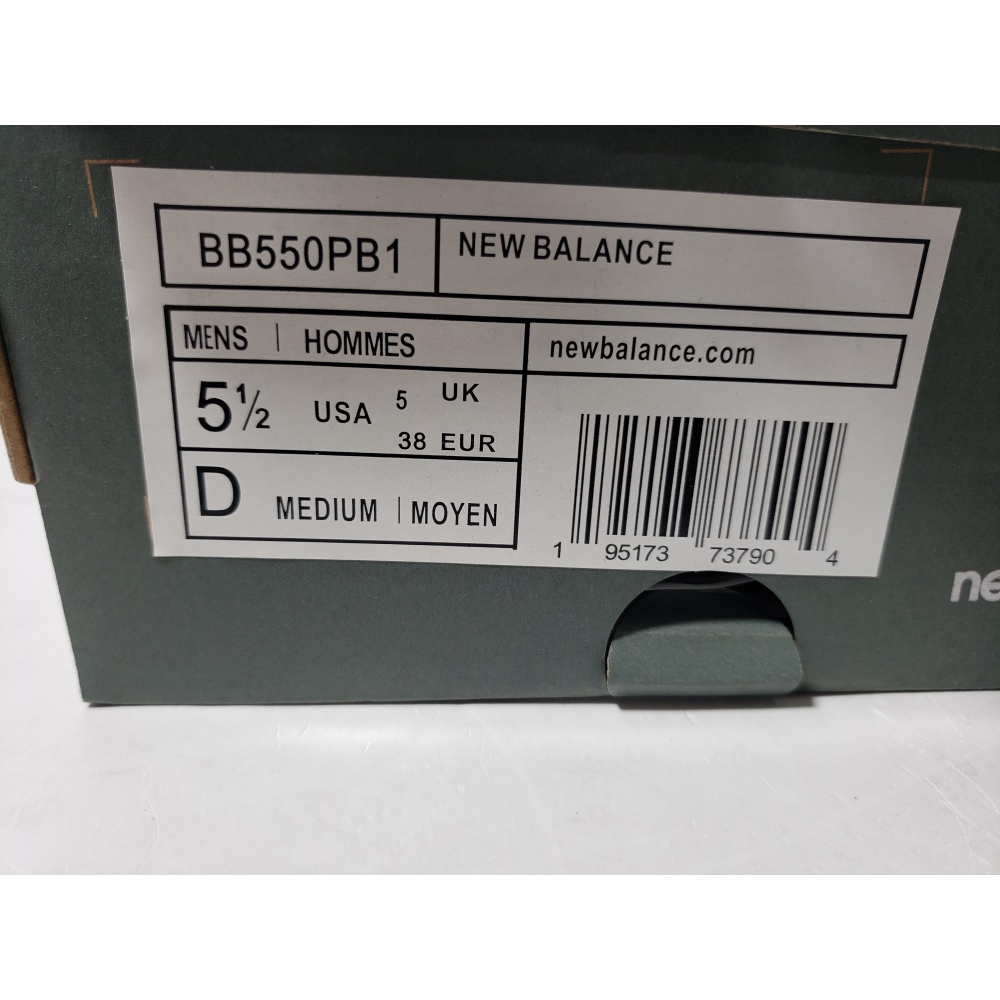 BB550PB1
NEW BALANCE
MENS | HOMMES
newbalance.com
5½ USA 5 UK
38 EUR
D MEDIUM | MOYEN
1 95173 73790 4
ne